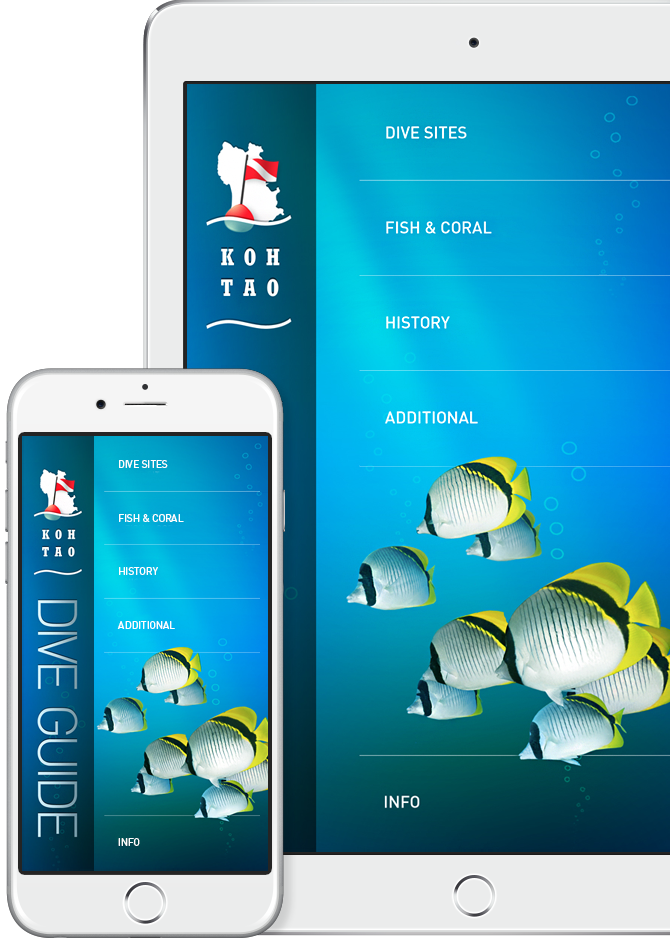 KOH
TAO
DIVE SITES
FISH & CORAL
HISTORY
ADDITIONAL
INFO
KOH
TAO
DIVE GUIDE
DIVE SITES
FISH & CORAL
HISTORY
ADDITIONAL
INFO